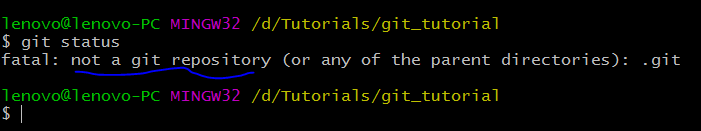 lenovo@lenovo-PC MINGW32 /d/Tutorials/git_tutorial
$ git status
fatal: not a git repository (or any of the parent directories): .git
lenovo@lenovo-PC MINGW32 /d/Tutorials/git_tutorial
$